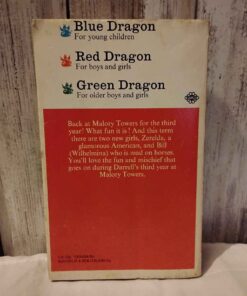 Blue Dragon
For young children
Red Dragon
For boys and girls
Green Dragon
For older boys and girls
Back at Malory Towers for the third
year! What fun it is! And this term
there are two new girls, Zerelda, a
glamorous American, and Bill
(Wilhelmina) who is mad on horses.
You'll love the fun and mischief that
goes on during Darrell's third year at
Malory Towers.